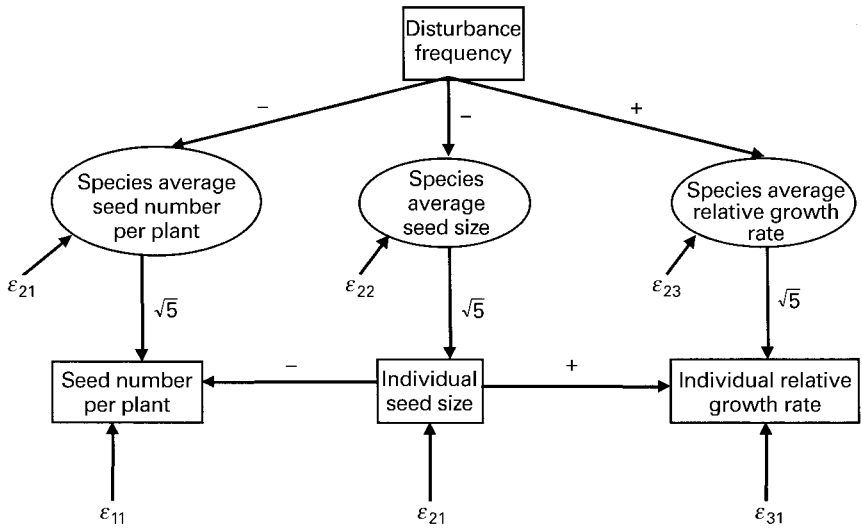 Disturbance
frequency
–
–
+
Species average
seed number
per plant
Species
average
seed size
Species average
relative growth
rate
ε21
√5
ε22
√5
ε23
√5
Seed number
per plant
–
Individual
seed size
+
Individual relative
growth rate
ε11
ε21
ε31